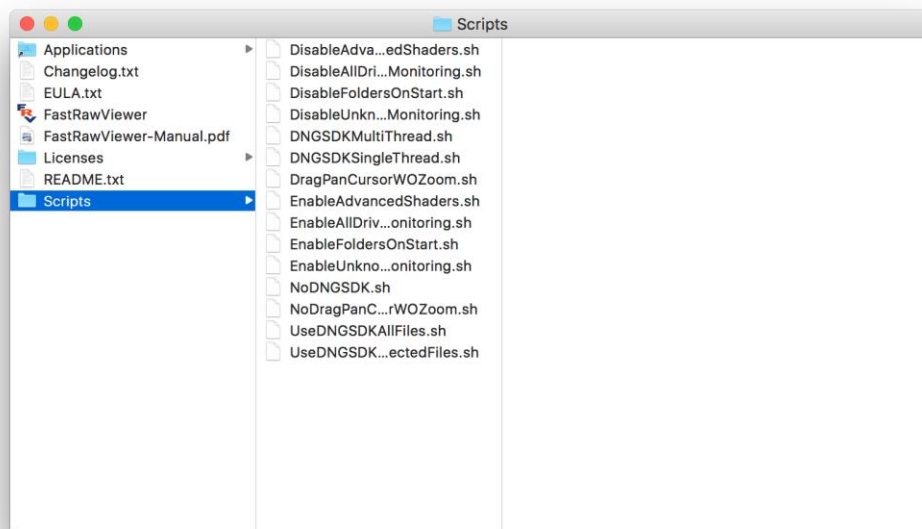 Scripts
Applications
Changelog.txt
EULA.txt
FastRawViewer
FastRawViewer-Manual.pdf
Licenses
README.txt
Scripts
DisableAdva...edShaders.sh
DisableAllDri...Monitoring.sh
DisableFoldersOnStart.sh
DisableUnkn...Monitoring.sh
DNGSDKMultiThread.sh
DNGSDKSingleThread.sh
DragPanCursorWOZoom.sh
EnableAdvancedShaders.sh
EnableAllDriv...onitoring.sh
EnableFoldersOnStart.sh
EnableUnkno...onitoring.sh
NoDNGSDK.sh
NoDragPanC...rWOZoom.sh
UseDNGSDKAllFiles.sh
UseDNGSDK...ectedFiles.sh